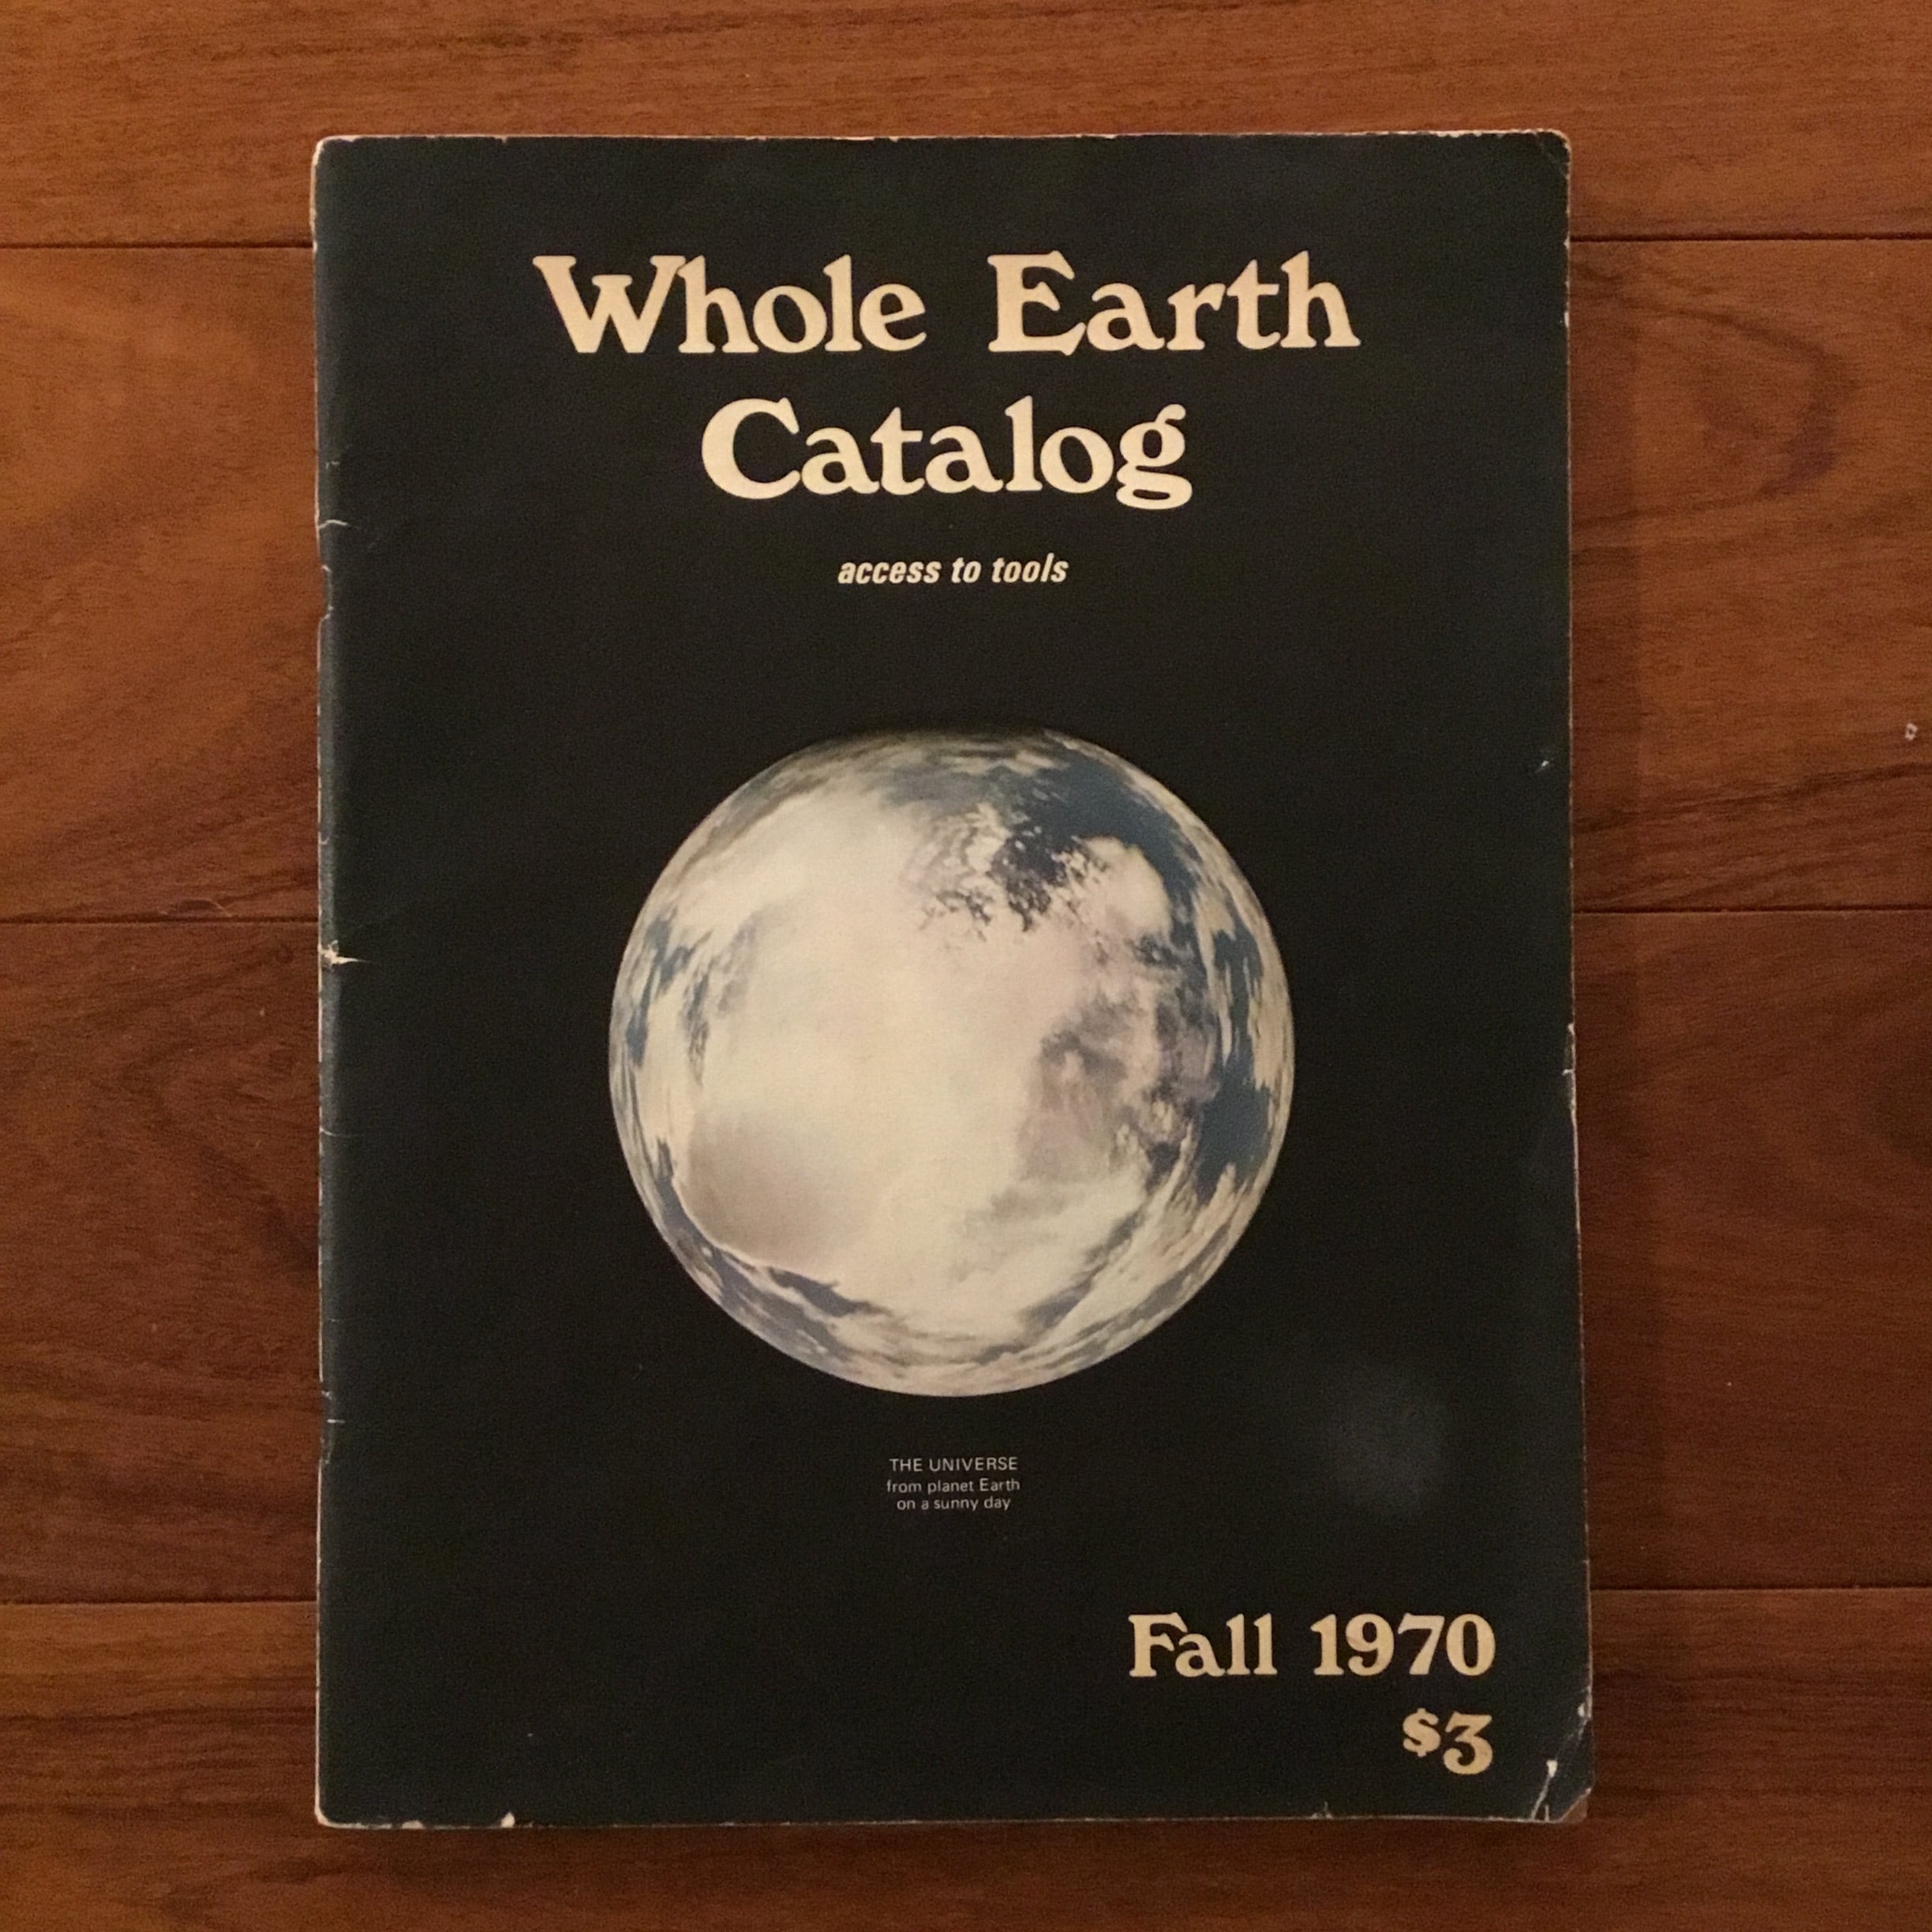 Whole Earth
Catalog
access to tools
THE UNIVERSE
from planet Earth
on a sunny day
Fall 1970
$3